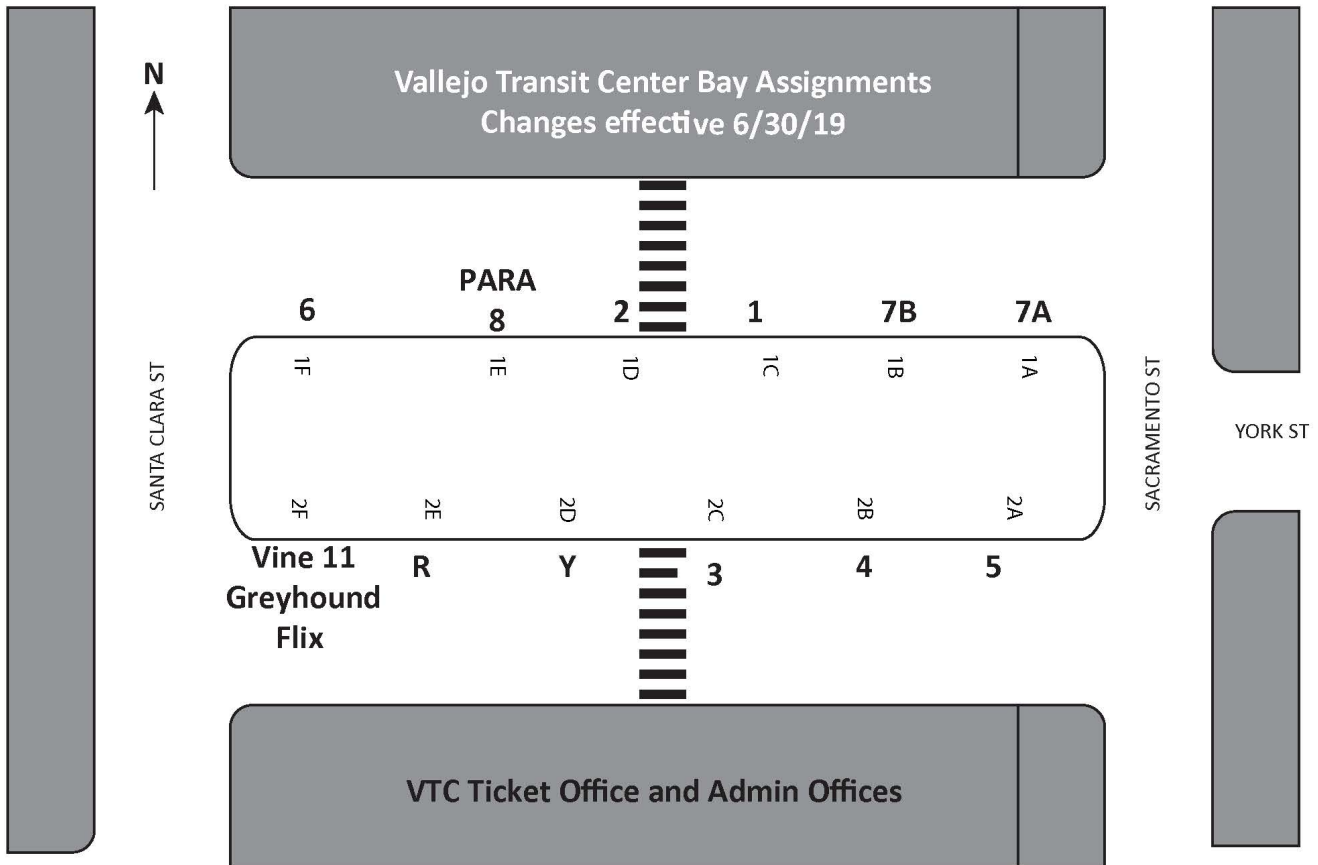 Vallejo Transit Center Bay Assignments
Changes effective 6/30/19
N
PARA
6
8
2
1
7B
7A
1F
1E
1D
1C
1B
1A
SANTA CLARA ST
SACRAMENTO ST
YORK ST
2F
2E
2D
2C
2B
2A
Vine 11
Greyhound
Flix
R
Y
3
4
5
VTC Ticket Office and Admin Offices